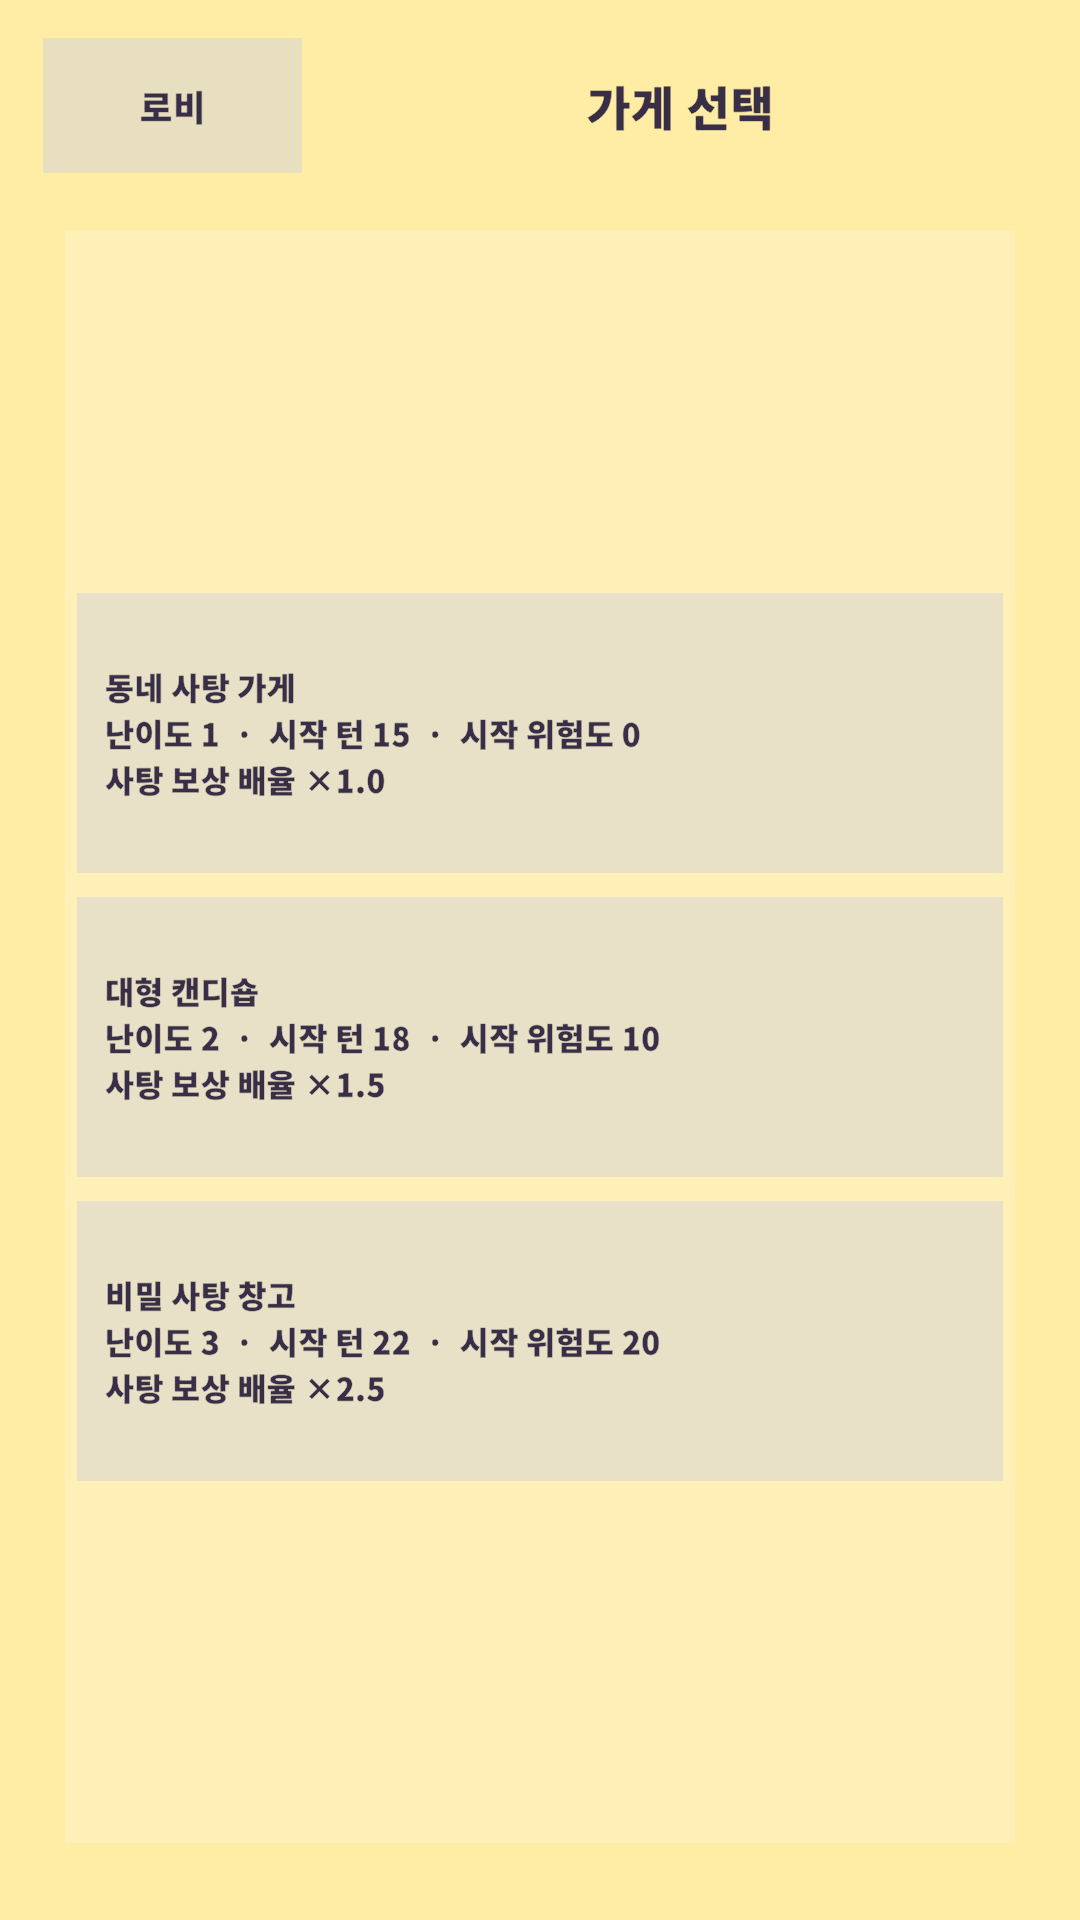 로비
가게 선택
동네 사탕 가게
난이도 1 · 시작 턴 15 · 시작 위험도 0
사탕 보상 배율 ×1.0
대형 캔디숍
난이도 2 · 시작 턴 18 · 시작 위험도 10
사탕 보상 배율 ×1.5
비밀 사탕 창고
난이도 3 · 시작 턴 22 · 시작 위험도 20
사탕 보상 배율 ×2.5